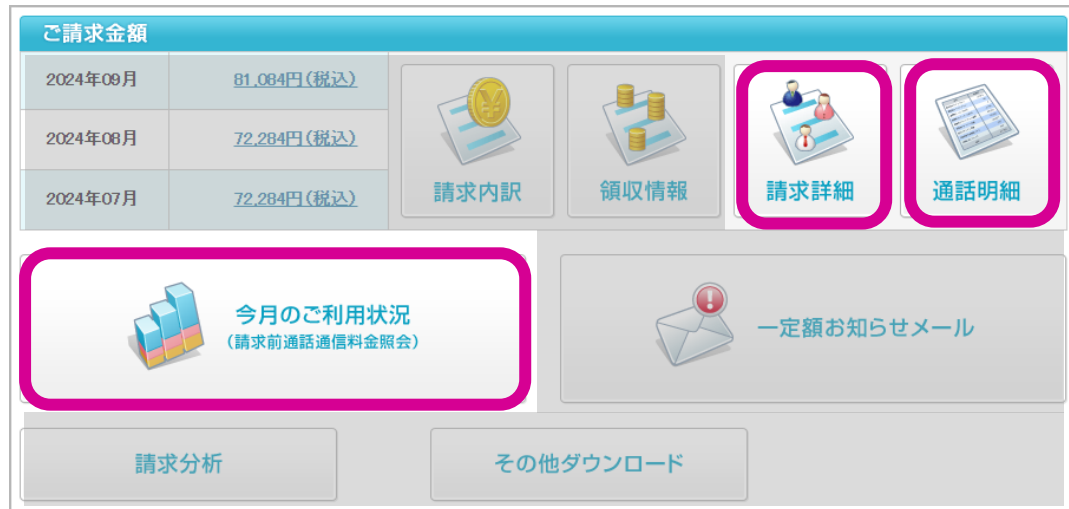 ご請求金額
2024年09月 81,084円(税込)
2024年08月 72,284円(税込)
2024年07月 72,284円(税込)
請求内訳 領収情報 請求詳細 通話明細
今月のご利用状況
(請求前通話通信料金照会)
一定額お知らせメール
請求分析 その他ダウンロード